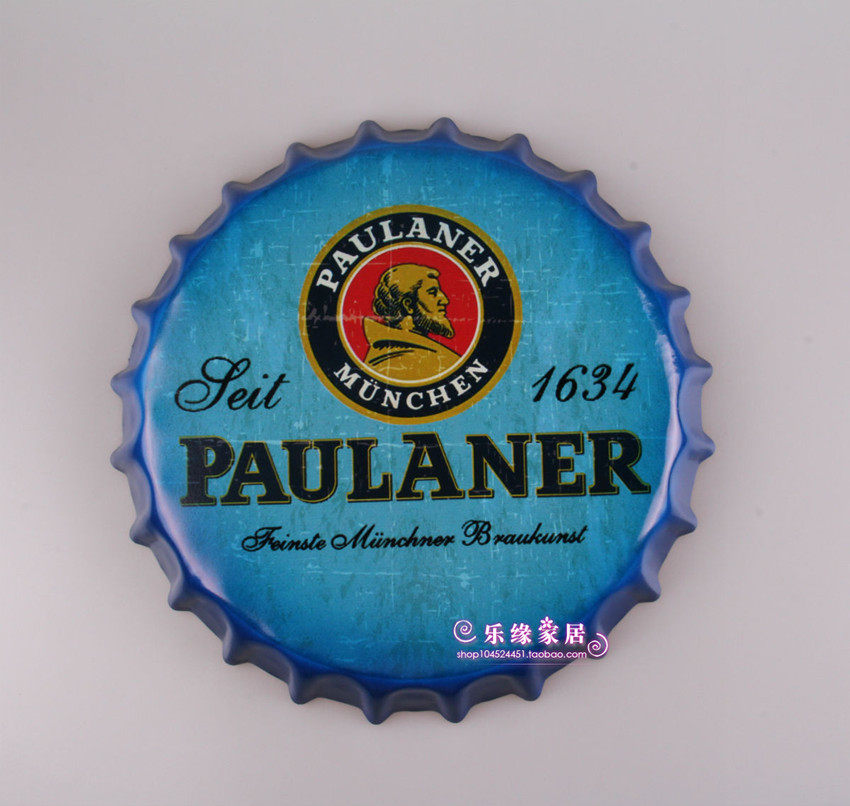 PAULANER
MÜNCHEN
Seit 1634
PAULANER
Feinste Münchner Braukunst
乐缘家居
shop104524451.taobao.com